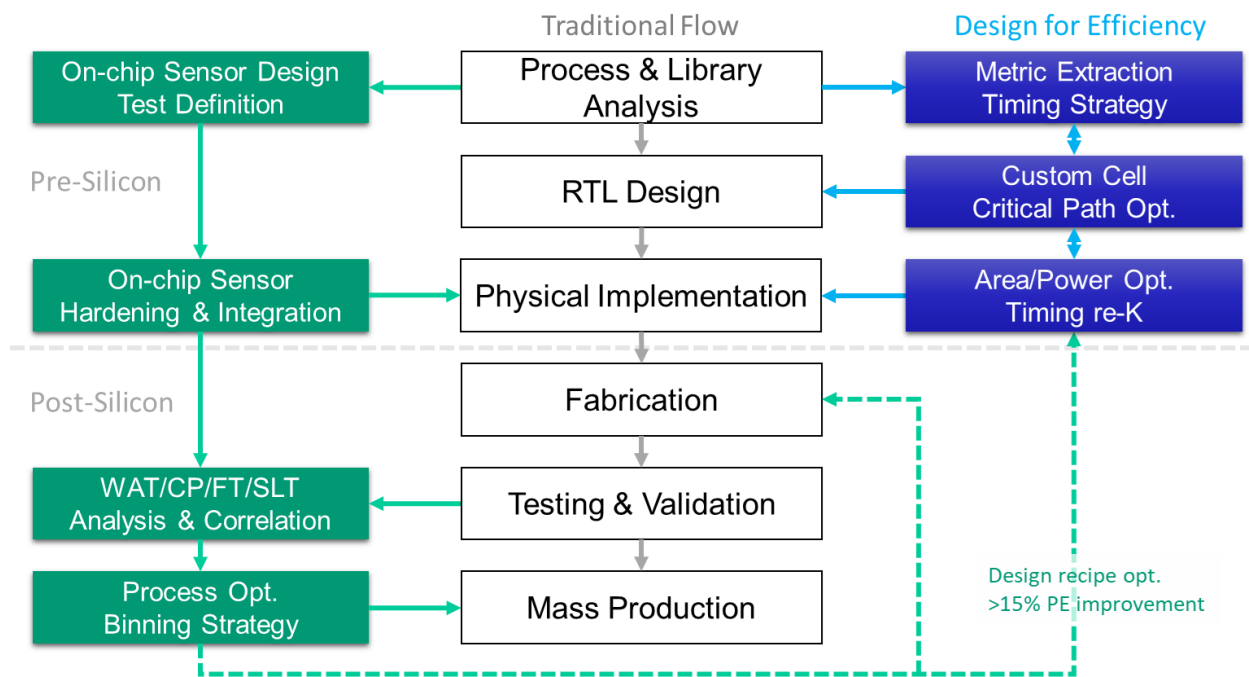 Traditional Flow
Design for Efficiency
On-chip Sensor Design
Test Definition
Process & Library
Analysis
Metric Extraction
Timing Strategy
Pre-Silicon
RTL Design
Custom Cell
Critical Path Opt.
On-chip Sensor
Hardening & Integration
Physical Implementation
Area/Power Opt.
Timing re-K
Post-Silicon
Fabrication
WAT/CP/FT/SLT
Analysis & Correlation
Testing & Validation
Process Opt.
Binning Strategy
Mass Production
Design recipe opt.
>15% PE improvement